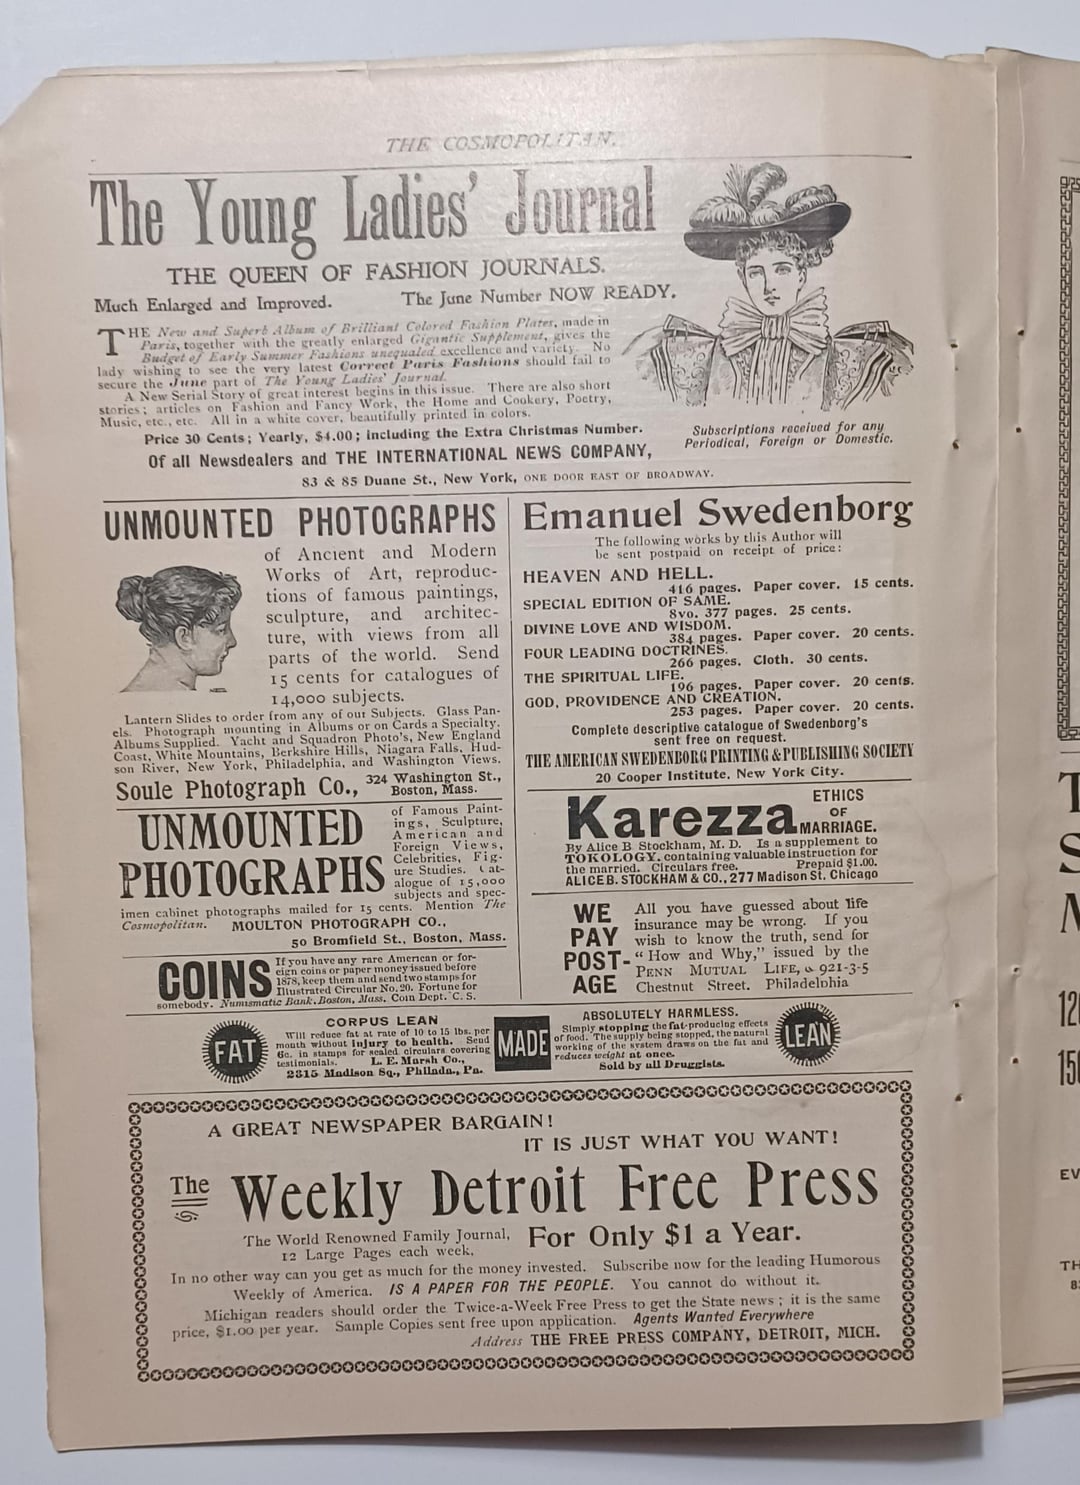 THE COSMOPOLITAN.
The Young Ladies' Journal
THE QUEEN OF FASHION JOURNALS.
Much Enlarged and Improved. The June Number NOW READY.
THE New and Superb Album of Brilliant Colored Fashion Plates, made in
Paris, together with the greatly enlarged Gigantic Supplement, gives the
Budget of Early Summer Fashions unequaled excellence and variety. No
lady wishing to see the very latest Correct Paris Fashions should fail to
secure the June part of The Young Ladies' Journal.
A New Serial Story of great interest begins in this issue. There are also short
stories; articles on Fashion and Fancy Work, the Home and Cookery, Poetry,
Music, etc., etc. All in a white cover, beautifully printed in colors.
Price 30 Cents; Yearly, $4.00; including the Extra Christmas Number.
Of all Newsdealers and THE INTERNATIONAL NEWS COMPANY,
83 & 85 Duane St., New York, ONE DOOR EAST OF BROADWAY.
Subscriptions received for any
Periodical, Foreign or Domestic.
UNMOUNTED PHOTOGRAPHS
of Ancient and Modern
Works of Art, reproduc-
tions of famous paintings,
sculpture, and architec-
ture, with views from all
parts of the world. Send
15 cents for catalogues of
14,000 subjects.
Lantern Slides to order from any of our Subjects. Glass Pan-
els. Photograph mounting in Albums or on Cards a Specialty.
Albums Supplied. Yacht and Squadron Photo's, New England
Coast, White Mountains, Berkshire Hills, Niagara Falls, Hud-
son River, New York, Philadelphia, and Washington Views.
Soule Photograph Co., 324 Washington St.,
Boston, Mass.
UNMOUNTED
PHOTOGRAPHS
of Famous Paint-
ings, Sculpture,
American and
Foreign Views,
Celebrities, Fig-
ure Studies. Cat-
alogue of 15,000
subjects and spec-
imen cabinet photographs mailed for 15 cents. Mention The
Cosmopolitan. MOULTON PHOTOGRAPH CO.,
50 Bromfield St., Boston, Mass.
COINS
If you have any rare American or for-
eign coins or paper money issued before
1878, keep them and send two stamps for
Illustrated Circular No. 20. Fortune for
somebody. Numismatic Bank, Boston, Mass. Coin Dept. C. S.
Emanuel Swedenborg
The following works by this Author will
be sent postpaid on receipt of price:
HEAVEN AND HELL.
416 pages. Paper cover. 15 cents.
SPECIAL EDITION OF SAME.
8vo. 377 pages. 25 cents.
DIVINE LOVE AND WISDOM.
384 pages. Paper cover. 20 cents.
FOUR LEADING DOCTRINES.
266 pages. Cloth. 30 cents.
THE SPIRITUAL LIFE.
196 pages. Paper cover. 20 cents.
GOD, PROVIDENCE AND CREATION.
253 pages. Paper cover. 20 cents.
Complete descriptive catalogue of Swedenborg's
sent free on request.
THE AMERICAN SWEDENBORG PRINTING & PUBLISHING SOCIETY
20 Cooper Institute, New York City.
Karezza ETHICS
OF
MARRIAGE.
By Alice B. Stockham, M. D. Is a supplement to
TOKOLOGY, containing valuable instruction for
the married. Circulars free. Prepaid $1.00.
ALICE B. STOCKHAM & CO., 277 Madison St. Chicago
WE
PAY
POST-
AGE
All you have guessed about life
insurance may be wrong. If you
wish to know the truth, send for
"How and Why," issued by the
PENN MUTUAL LIFE, 921-3-5
Chestnut Street. Philadelphia
FAT
CORPUS LEAN
Will reduce fat at rate of 10 to 15 lbs. per
month without injury to health. Send
6c. in stamps for sealed circulars covering
testimonials. L. E. Marsh Co.,
2315 Madison Sq., Philada., Pa.
MADE
ABSOLUTELY HARMLESS.
Simply stopping the fat-producing effects
of food. The supply being stopped, the natural
working of the system draws on the fat and
reduces weight at once.
Sold by all Druggists.
LEAN
A GREAT NEWSPAPER BARGAIN!
IT IS JUST WHAT YOU WANT!
The Weekly Detroit Free Press
The World Renowned Family Journal,
12 Large Pages each week,
For Only $1 a Year.
In no other way can you get as much for the money invested. Subscribe now for the leading Humorous
Weekly of America. IS A PAPER FOR THE PEOPLE. You cannot do without it.
Michigan readers should order the Twice-a-Week Free Press to get the State news; it is the same
price, $1.00 per year. Sample Copies sent free upon application. Agents Wanted Everywhere
Address THE FREE PRESS COMPANY, DETROIT, MICH.